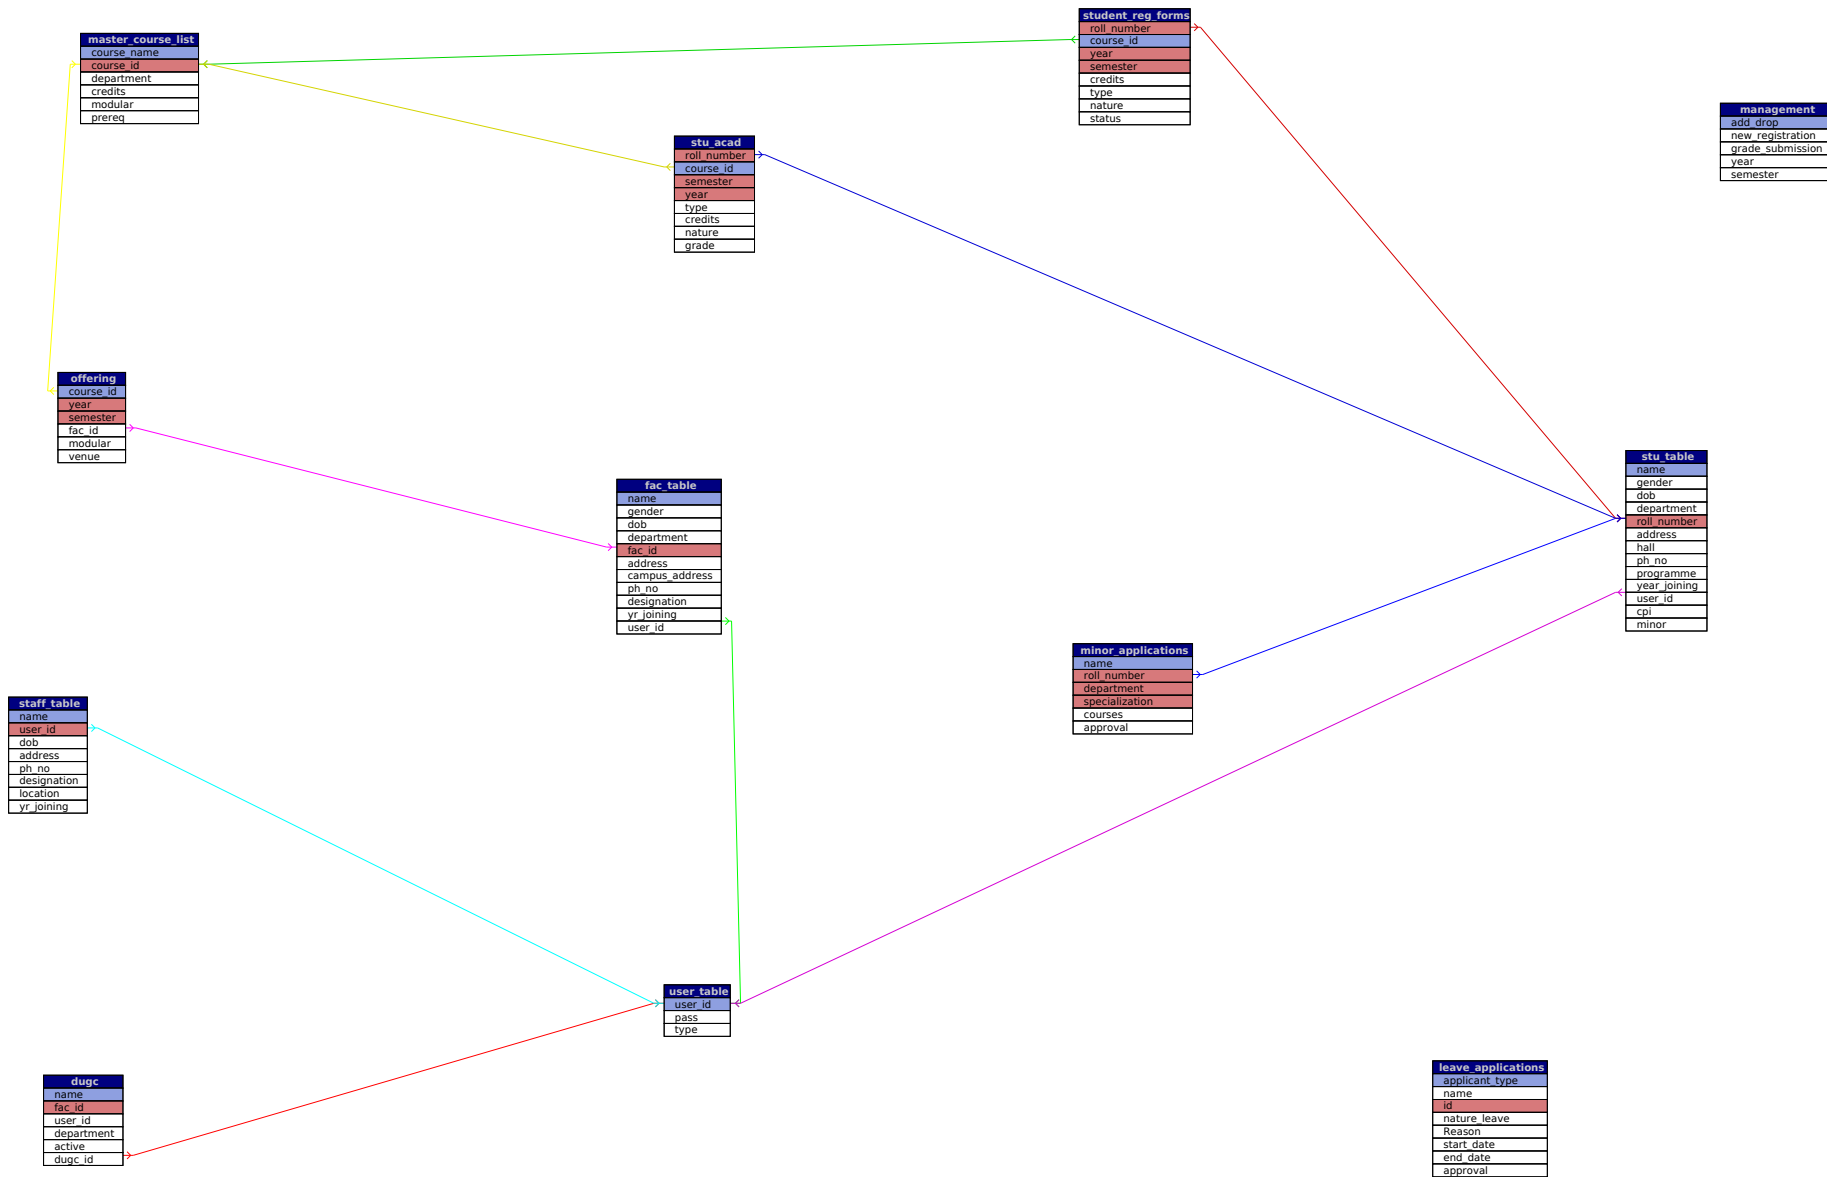 student_reg_forms
roll_number
course_id
year
semester
credits
type
nature
status
master_course_list
course_name
course_id
department
credits
modular
prereq
management
add_drop
new_registration
grade_submission
year
semester
stu_acad
roll_number
course_id
semester
year
type
credits
nature
grade
offering
course_id
year
semester
fac_id
modular
venue
stu_table
name
gender
dob
department
roll_number
address
hall
ph_no
programme
year_joining
user_id
cpi
minor
fac_table
name
gender
dob
department
fac_id
address
campus_address
ph_no
designation
yr_joining
user_id
minor_applications
name
roll_number
department
specialization
courses
approval
staff_table
name
user_id
dob
address
ph_no
designation
location
yr_joining
user_table
user_id
pass
type
leave_applications
applicant_type
name
id
nature_leave
Reason
start_date
end_date
approval
dugc
name
fac_id
user_id
department
active
dugc_id